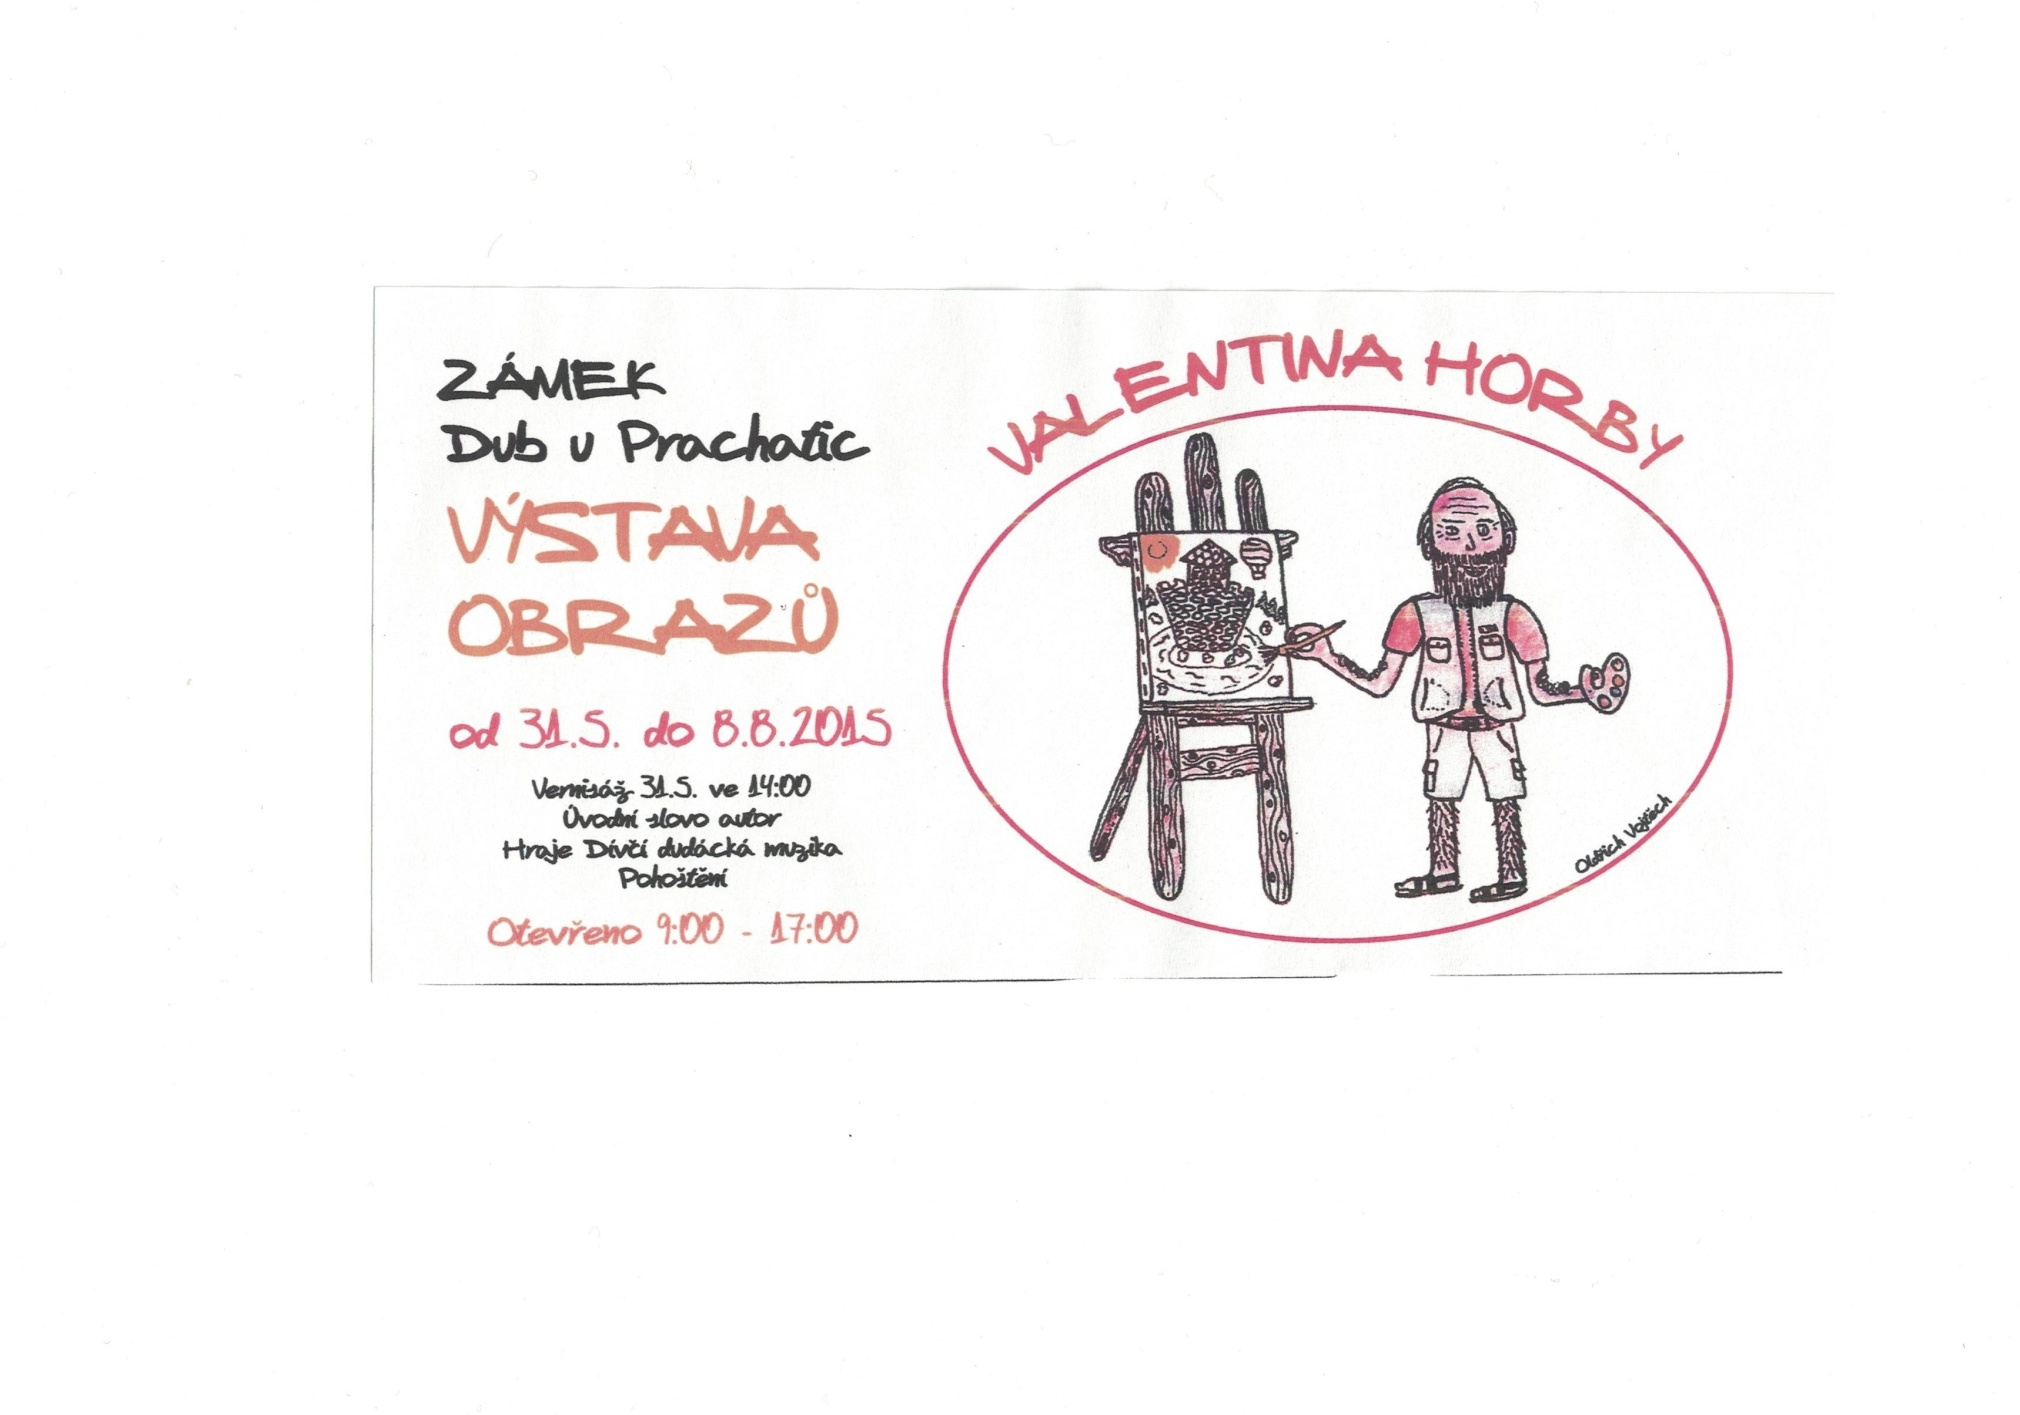 ZÁMEK
Dub u Prachatic
VÝSTAVA
OBRAZŮ
od 31.5. do 8.8.2015
Vernisáž 31.5. ve 14:00
Úvodní slovo autor
Hraje Dívčí dudácká muzika
Pohoštění
Otevřeno 9:00 - 17:00
VALENTINA HORBY
Oldřich Vojtěch